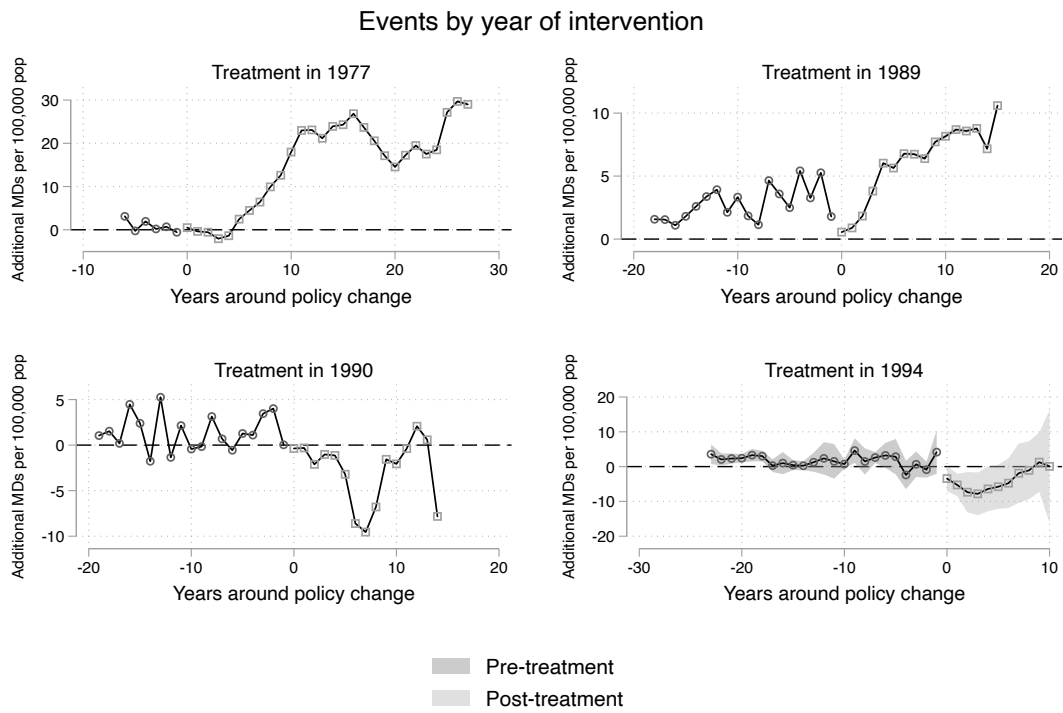 Events by year of intervention
Treatment in 1977
Additional MDs per 100,000 pop
30
20
10
0
-10
0
10
20
30
Years around policy change
Treatment in 1989
Additional MDs per 100,000 pop
10
5
0
-20
-10
0
10
20
Years around policy change
Treatment in 1990
Additional MDs per 100,000 pop
5
0
-5
-10
-20
-10
0
10
20
Years around policy change
Treatment in 1994
Additional MDs per 100,000 pop
20
10
0
-10
-20
-30
-20
-10
0
10
Years around policy change
Pre-treatment
Post-treatment